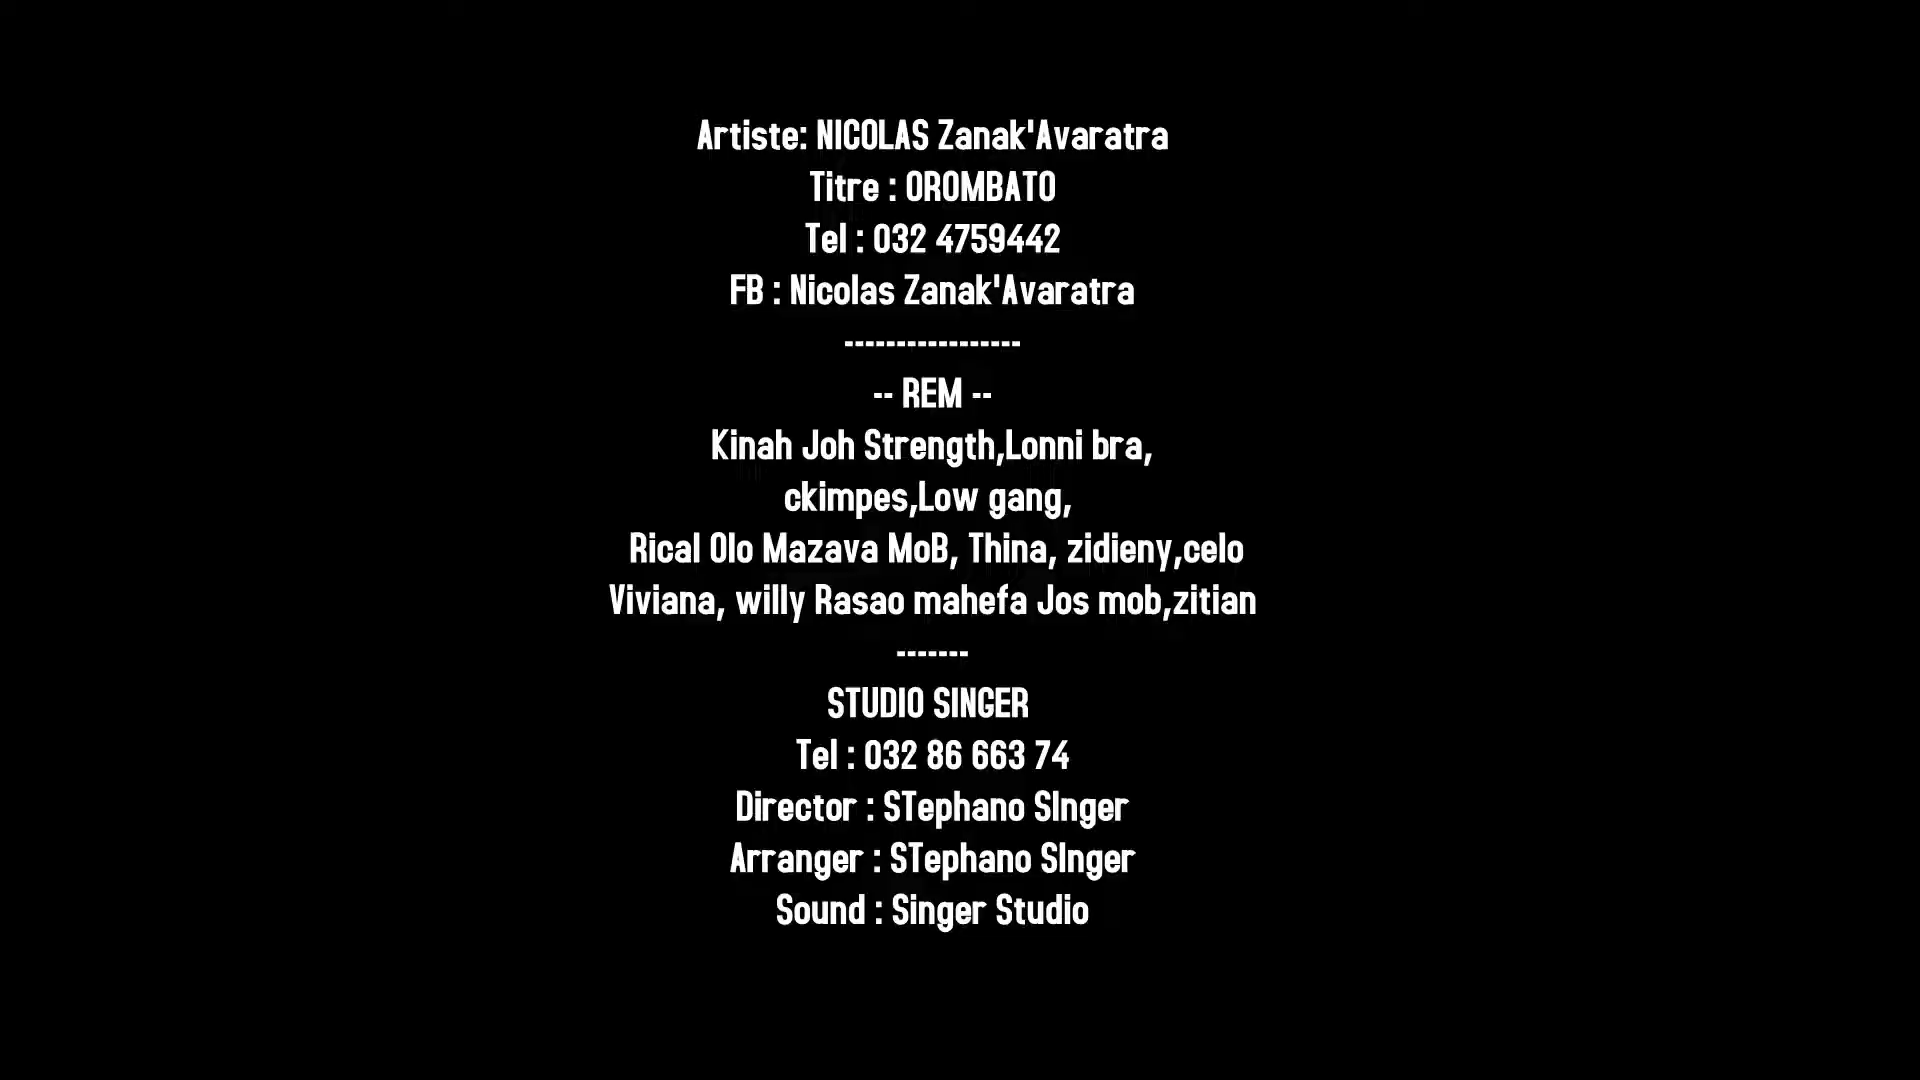 Artiste: NICOLAS Zanak'Avaratra
Titre : OROMBATO
Tel : 032 4759442
FB : Nicolas Zanak'Avaratra
-----------------
-- REM --
Kinah Joh Strength,Lonni bra,
ckimpes,Low gang,
Rical Olo Mazava MoB, Thina, zidieny,celo
Viviana, willy Rasao mahefa Jos mob,zitian
-------
STUDIO SINGER
Tel : 032 86 663 74
Director : STephano SInger
Arranger : STephano SInger
Sound : Singer Studio